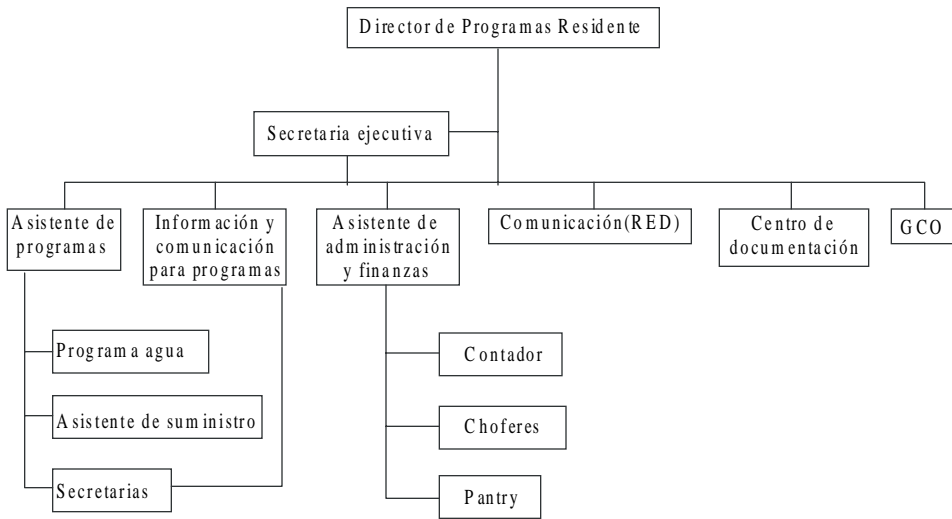 Director de Programas Residente
Secretaria ejecutiva
Asistente de
programas
Información y
comunicación
para programas
Asistente de
administración
y finanzas
Comunicación(RED)
Centro de
documentación
GCO
Programa agua
Asistente de suministro
Secretarias
Contador
Choferes
Pantry